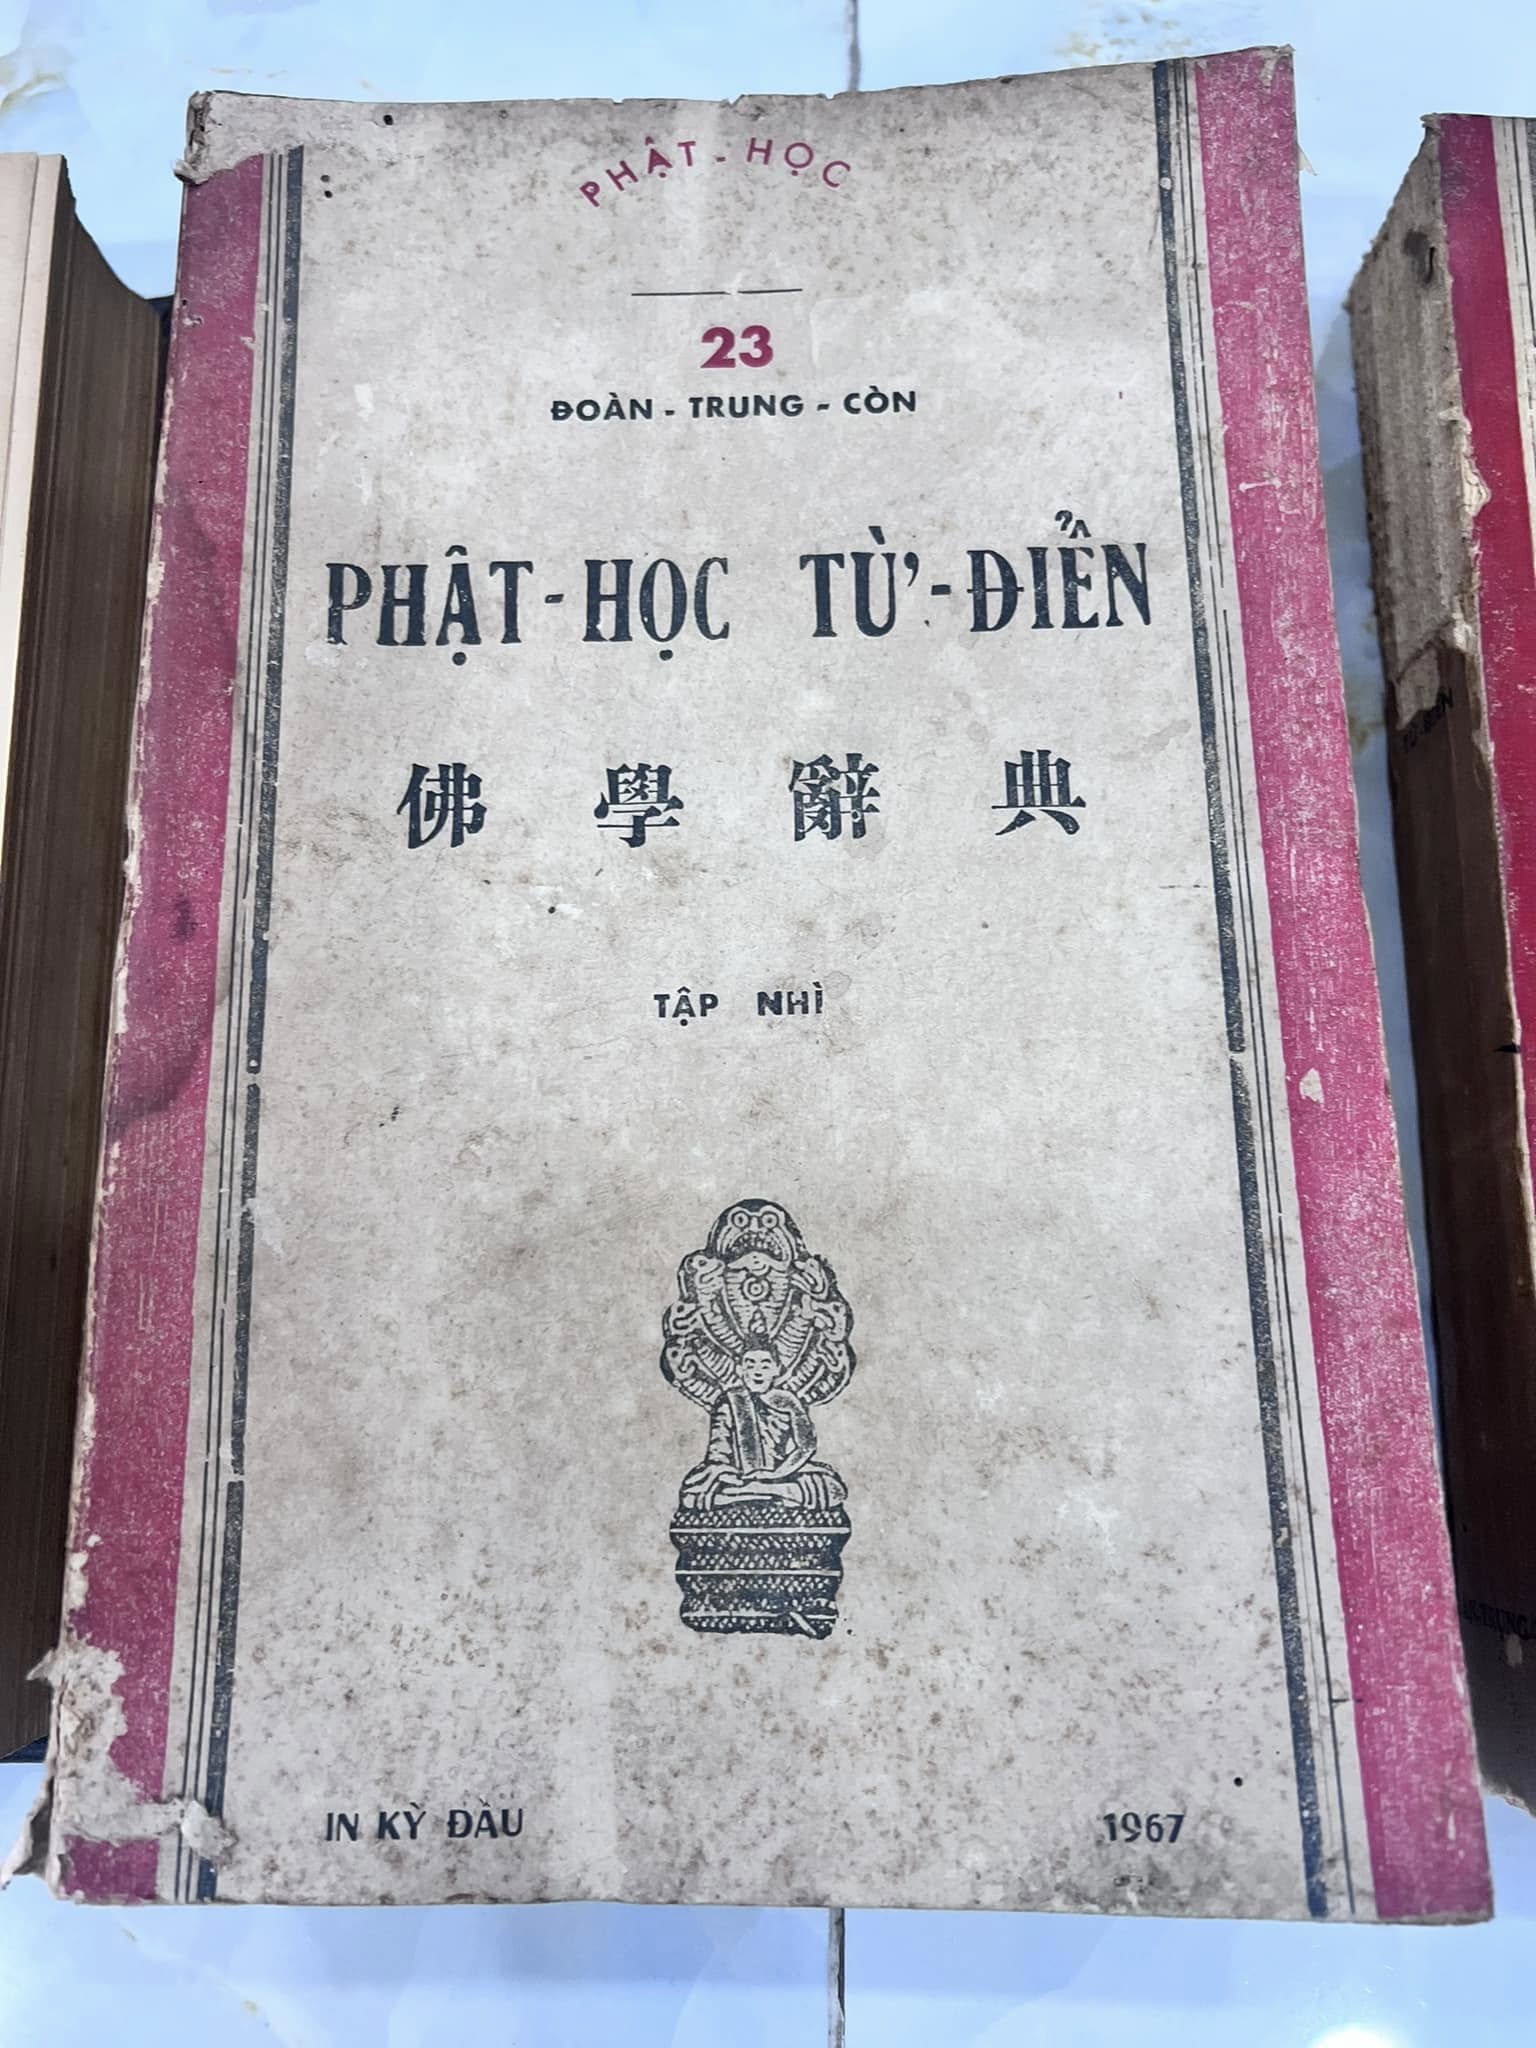 PHẬT-HỌC
23
ĐOÀN-TRUNG-CÒN
PHẬT-HỌC TỪ-ĐIỂN
佛學辭典
TẬP NHÌ
IN KỲ ĐẦU
1967